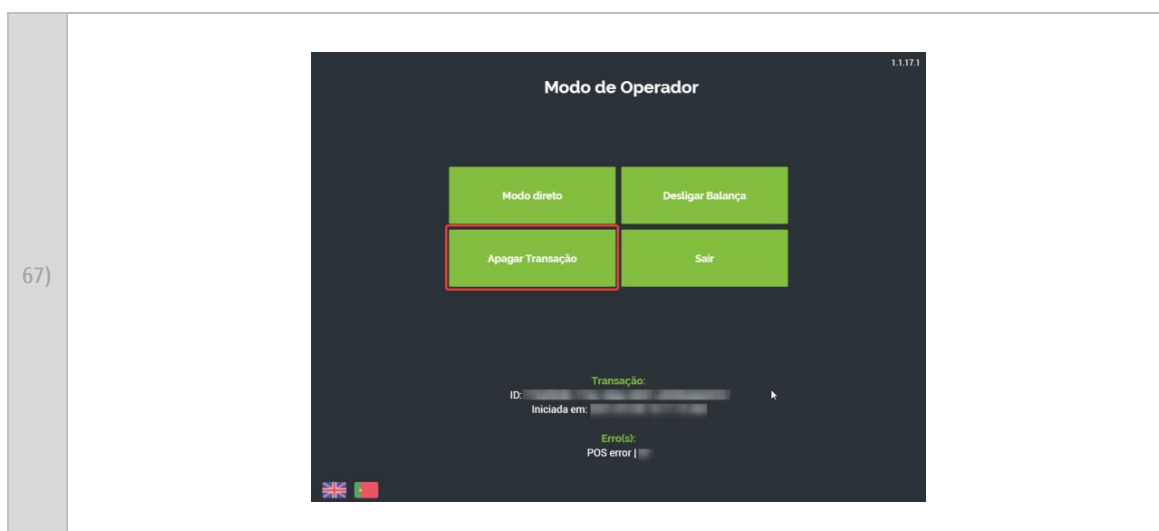 1.1.17.1
Modo de Operador
Modo direto
Desligar Balança
67)
Apagar Transação
Sair
Transação:
ID:
Iniciada em:
Erro(s):
POS error |